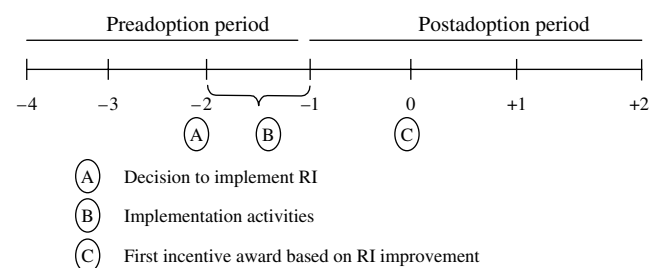 Preadoption period Postadoption period
−4 −3 −2 −1 0 +1 +2
A B C
A Decision to implement RI
B Implementation activities
C First incentive award based on RI improvement